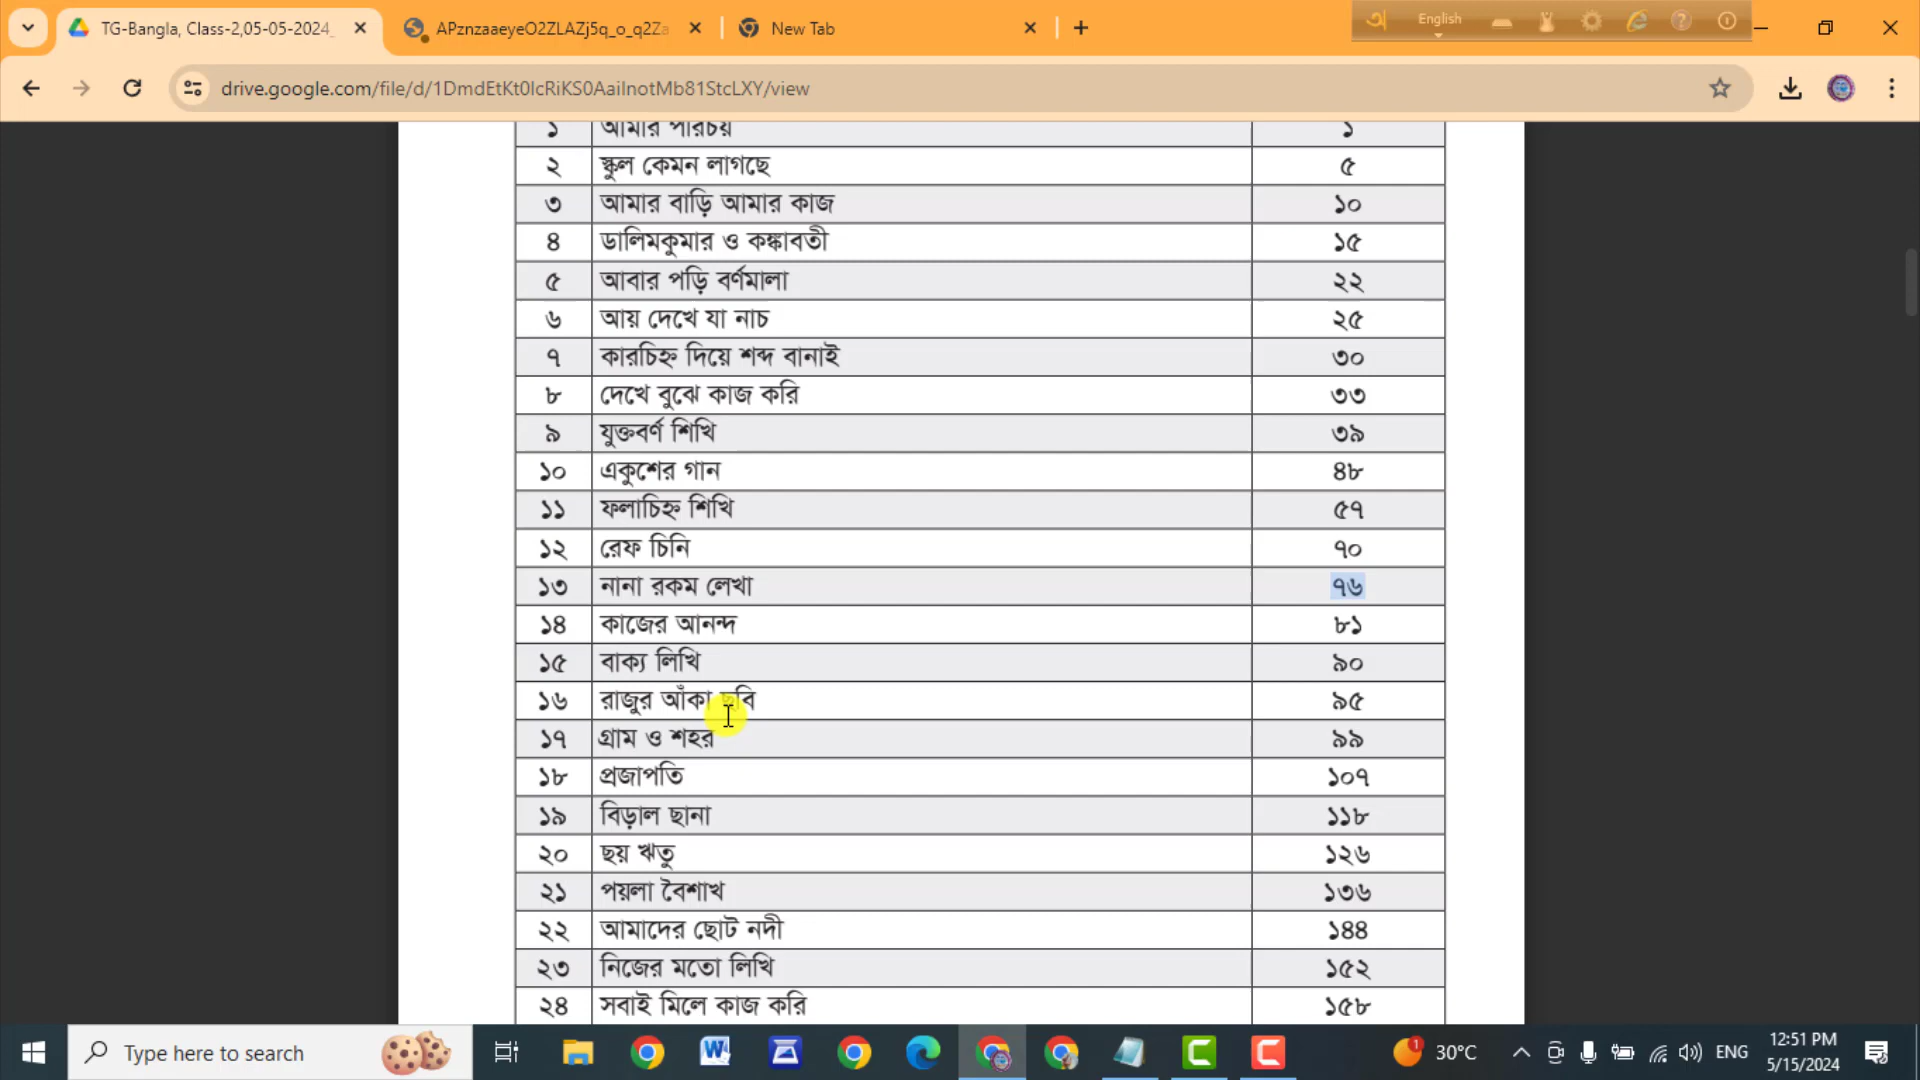 TG-Bangla, Class-2,05-05-2024_
APznzaaeyeO2ZLAZj5q_o_q2Za
New Tab
English
drive.google.com/file/d/1DmdEtKt0lcRiKS0AailnotMb81StcLXY/view
১ আমার পরিচয় ১
২ স্কুল কেমন লাগছে ৫
৩ আমার বাড়ি আমার কাজ ১০
৪ ডালিমকুমার ও কঙ্কাবতী ১৫
৫ আবার পড়ি বর্ণমালা ২২
৬ আয় দেখে যা নাচ ২৫
৭ কারচিহ্ন দিয়ে শব্দ বানাই ৩০
৮ দেখে বুঝে কাজ করি ৩৩
৯ যুক্তবর্ণ শিখি ৩৯
১০ একুশের গান ৪৮
১১ ফলাচিহ্ন শিখি ৫৭
১২ রেফ চিনি ৭০
১৩ নানা রকম লেখা ৭৬
১৪ কাজের আনন্দ ৮১
১৫ বাক্য লিখি ৯০
১৬ রাজুর আঁকা ছবি ৯৫
১৭ গ্রাম ও শহর ৯৯
১৮ প্রজাপতি ১০৭
১৯ বিড়াল ছানা ১১৮
২০ ছয় ঋতু ১২৬
২১ পয়লা বৈশাখ ১৩৬
২২ আমাদের ছোট নদী ১৪৪
২৩ নিজের মতো লিখি ১৫২
২৪ সবাই মিলে কাজ করি ১৫৮
Type here to search
30°C
ENG
12:51 PM
5/15/2024